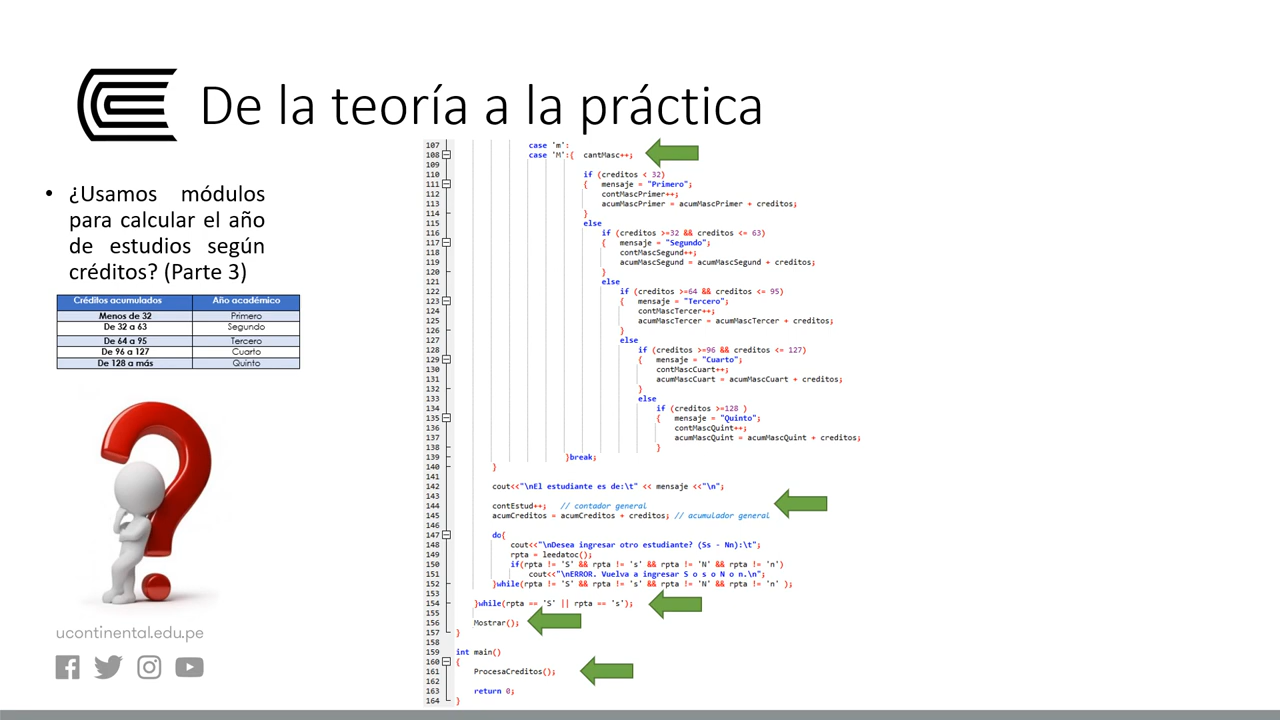 De la teoría a la práctica
• ¿Usamos módulos
para calcular el año
de estudios según
créditos? (Parte 3)
Créditos acumulados Año académico
Menos de 32 Primero
De 32 a 63 Segundo
De 64 a 95 Tercero
De 96 a 127 Cuarto
De 128 a más Quinto
ucontinental.edu.pe
107 case 'm':
108 case 'M':{ cantMasc++;
109
110 if (creditos < 32)
111 { mensaje = "Primero";
112 contMascPrimer++;
113 acumMascPrimer = acumMascPrimer + creditos;
114 }
115 else
116 if (creditos >=32 && creditos <= 63)
117 { mensaje = "Segundo";
118 contMascSegund++;
119 acumMascSegund = acumMascSegund + creditos;
120 }
121 else
122 if (creditos >=64 && creditos <= 95)
123 { mensaje = "Tercero";
124 contMascTercer++;
125 acumMascTercer = acumMascTercer + creditos;
126 }
127 else
128 if (creditos >=96 && creditos <= 127)
129 { mensaje = "Cuarto";
130 contMascCuart++;
131 acumMascCuart = acumMascCuart + creditos;
132 }
133 else
134 if (creditos >=128 )
135 { mensaje = "Quinto";
136 contMascQuint++;
137 acumMascQuint = acumMascQuint + creditos;
138 }
139 }break;
140 }
141
142 cout<<"\nEl estudiante es de:\t" << mensaje <<"\n";
143
144 contEstud++; // contador general
145 acumCreditos = acumCreditos + creditos; // acumulador general
146
147 do{
148 cout<<"\nDesea ingresar otro estudiante? (Ss - Nn):\t";
149 rpta = leedatoc();
150 if(rpta != 'S' && rpta != 's' && rpta != 'N' && rpta != 'n')
151 cout<<"\nERROR. Vuelva a ingresar S o s o N o n.\n";
152 }while(rpta != 'S' && rpta != 's' && rpta != 'N' && rpta != 'n' );
153
154 }while(rpta == 'S' || rpta == 's');
155
156 Mostrar();
157 }
158
159 int main()
160 {
161 ProcesaCreditos();
162
163 return 0;
164 }